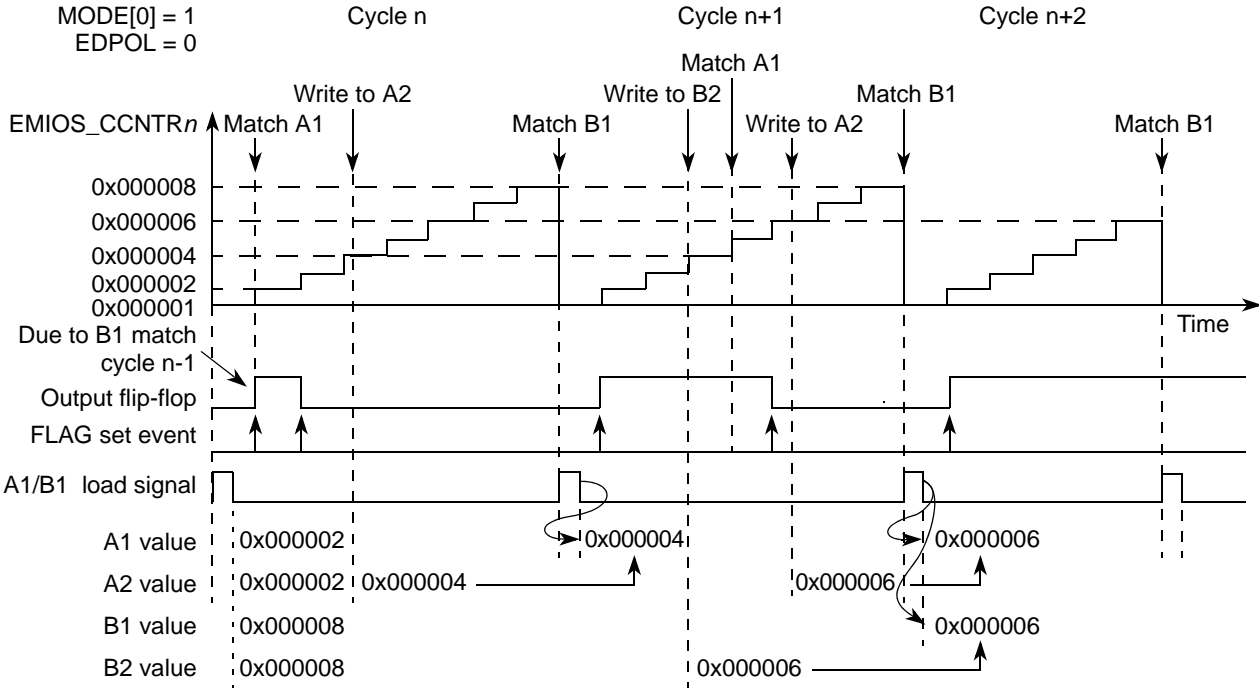 MODE[0] = 1
EDPOL = 0
Cycle n
Cycle n+1
Cycle n+2
Match A1
Write to A2
Write to B2
Match B1
EMIOS_CCNTRn
Match A1
Match B1
Write to A2
Match B1
0x000008
0x000006
0x000004
0x000002
0x000001
Time
Due to B1 match
cycle n-1
Output flip-flop
FLAG set event
A1/B1 load signal
A1 value 0x000002 0x000004 0x000006
A2 value 0x000002 0x000004 0x000006
B1 value 0x000008 0x000006
B2 value 0x000008 0x000006